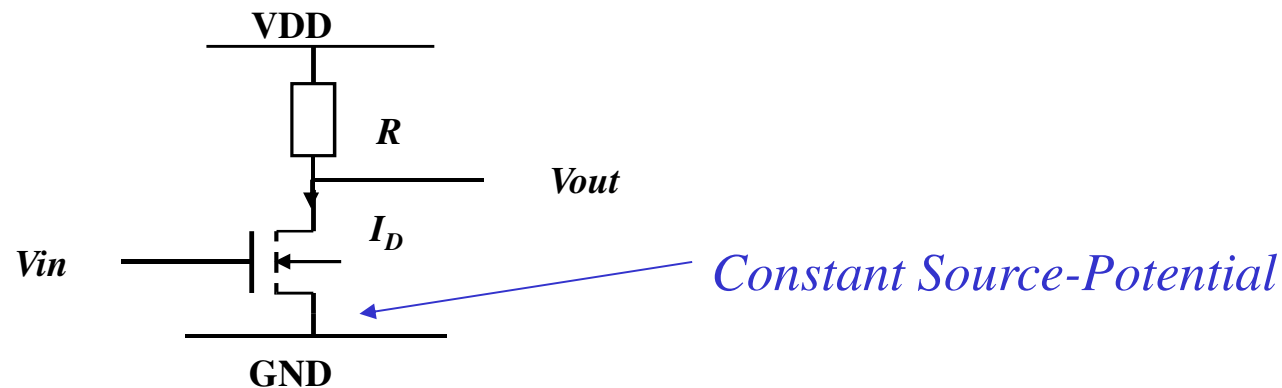 VDD
R
Vout
I_D
Vin
Constant Source-Potential
GND